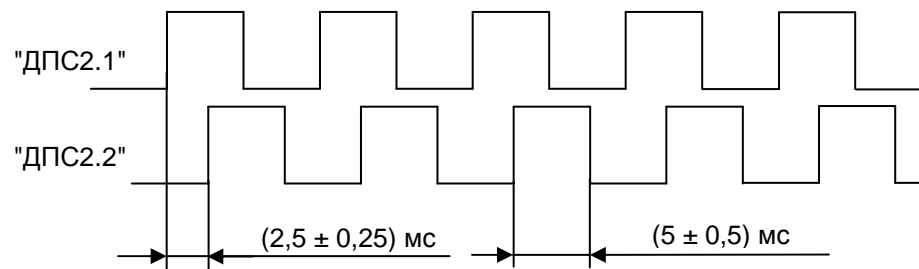 "ДПС2.1"
"ДПС2.2"
(2,5 ± 0,25) мс
(5 ± 0,5) мс